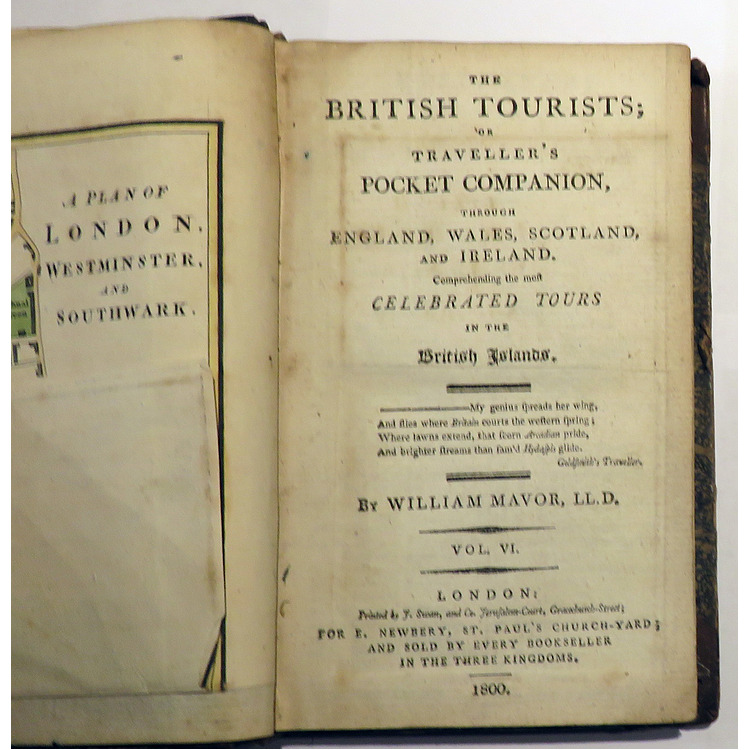 A PLAN OF
LONDON.
WESTMINSTER,
AND
SOUTHWARK.
THE
BRITISH TOURISTS;
OR
TRAVELLER'S
POCKET COMPANION,
THROUGH
ENGLAND, WALES, SCOTLAND,
AND IRELAND.
Comprehending the moſt
CELEBRATED TOURS
IN THE
British Islands.
My genius ſpreads her wing,
And flies where Britain courts the weſtern ſpring;
Where lawns extend, that ſcorn Arcadian pride,
And brighter ſtreams than fam'd Hydaſpis glide.
Goldſmith's Traveller.
BY WILLIAM MAVOR, LL.D.
VOL. VI.
LONDON:
Printed by J. Swan, and Co. Jeruſalem-Court, Gracechurch-Street;
FOR E. NEWBERY, ST. PAUL'S CHURCH-YARD;
AND SOLD BY EVERY BOOKSELLER
IN THE THREE KINGDOMS.
1800.